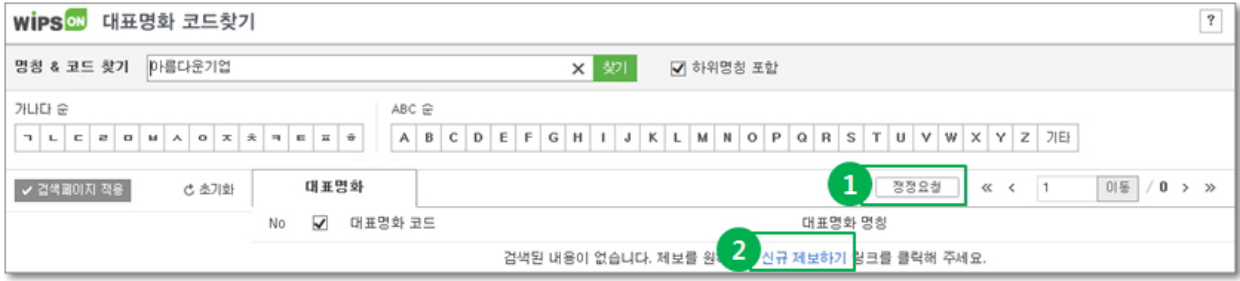 WIPS ON 대표명화 코드찾기 ?
명칭 & 코드 찾기 아름다운기업 × 찾기 ✔ 하위명칭 포함
가나다 순 ABC 순
ㄱ ㄴ ㄷ ㄹ ㅁ ㅂ ㅅ ㅇ ㅈ ㅊ ㅋ ㅌ ㅍ ㅎ A B C D E F G H I J K L M N O P Q R S T U V W X Y Z 기타
✔ 검색페이지 적용 초기화 대표명화 1 정정요청 « < 1 이동 / 0 > »
No ✔ 대표명화 코드 대표명화 명칭
검색된 내용이 없습니다. 제보를 2 신규 제보하기 링크를 클릭해 주세요.